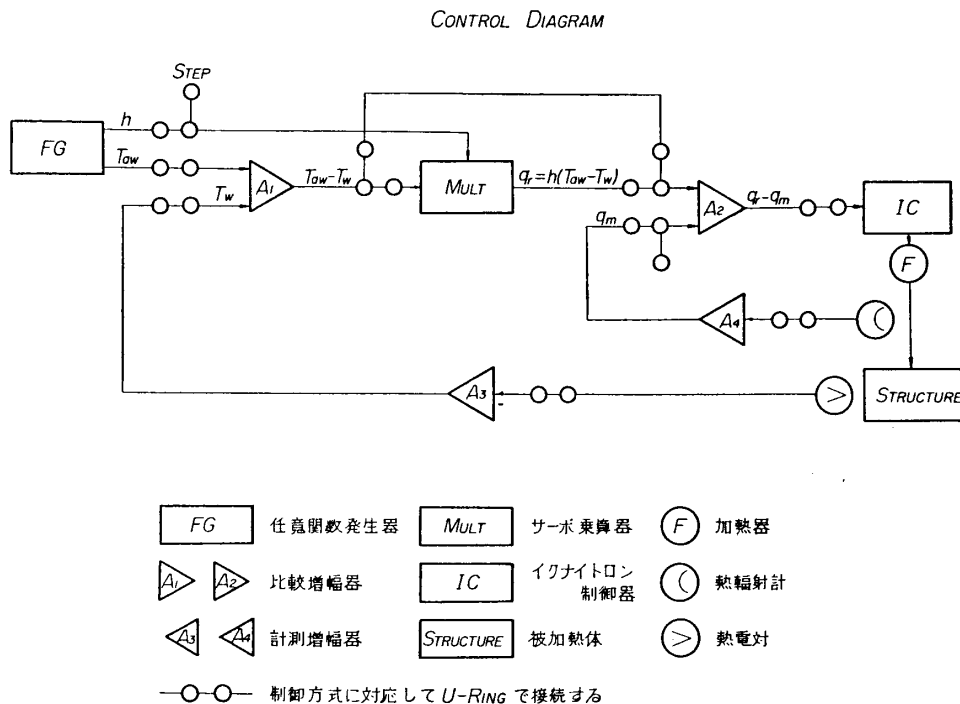 CONTROL DIAGRAM
STEP
h
FG
Taw
Tw
A1
Taw-Tw
MULT
qr=h(Taw-Tw)
qm
A2
qr-qm
IC
F
A4
A3
-
STRUCTURE
FG 任意関数発生器
MULT サーボ乗算器
F 加熱器
A1 A2 比較増幅器
IC イクナイトロン
制御器
熱輻射計
A3 A4 計測増幅器
STRUCTURE 被加熱体
熱電対
制御方式に対応してU-RINGで接続する